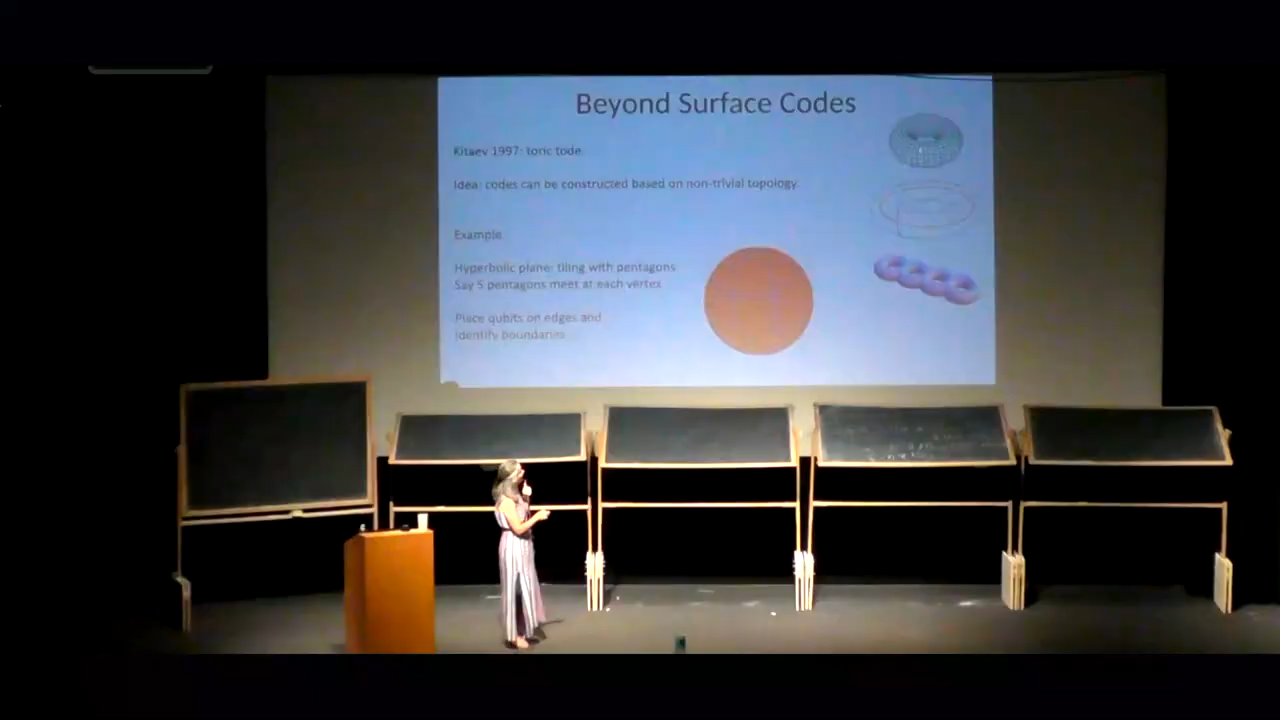 Beyond Surface Codes
Kitaev 1997: toric tode
Idea: codes can be constructed based on non-trivial topology.
Example
Hyperbolic plane: tiling with pentagons
Say 5 pentagons meet at each vertex
Place qubits on edges and
identify boundaries